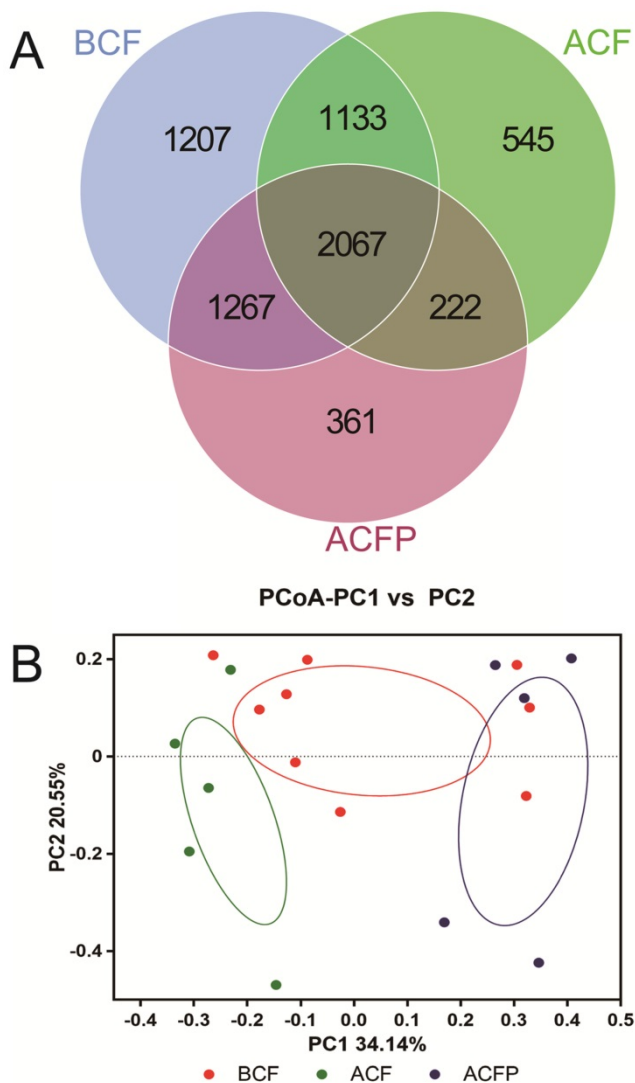 A
BCF
ACF
1207
1133
545
2067
1267
222
361
ACFP
PCoA-PC1 vs PC2
B
0.2
0
-0.2
-0.4
PC2 20.55%
-0.4 -0.3 -0.2 -0.1 0.0 0.1 0.2 0.3 0.4 0.5
PC1 34.14%
BCF ACF ACFP